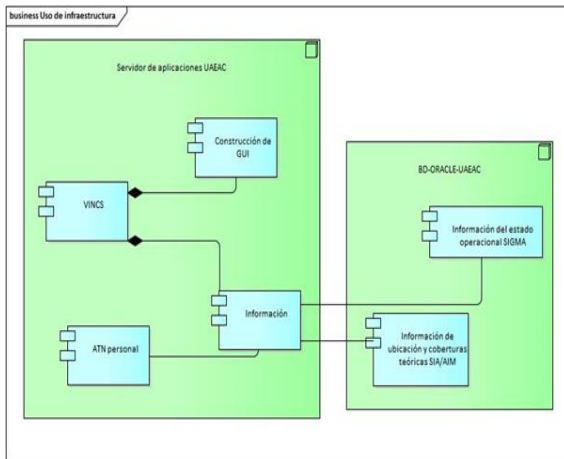 business Uso de infraestructura
Servidor de aplicaciones UAEAC
Construcción de
GUI
VINCS
Información
ATN personal
BD-ORACLE-UAEAC
Información del estado
operacional SIGMA
Información de
ubicación y coberturas
teóricas SIA/AIM